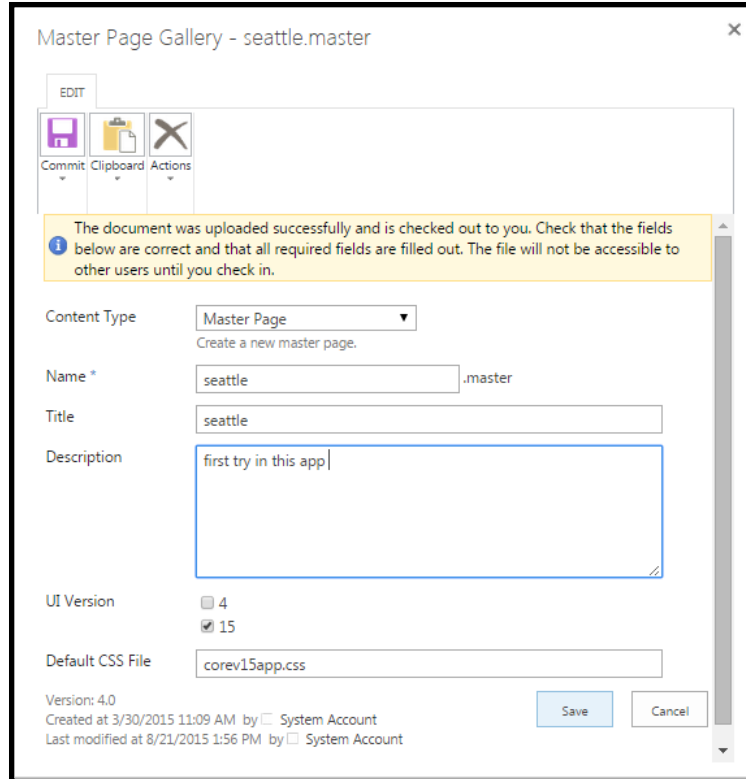 Master Page Gallery - seattle.master
EDIT
Commit Clipboard Actions
The document was uploaded successfully and is checked out to you. Check that the fields
below are correct and that all required fields are filled out. The file will not be accessible to
other users until you check in.
Content Type Master Page
Create a new master page.
Name * seattle .master
Title seattle
Description first try in this app
UI Version 4
15
Default CSS File corev15app.css
Version: 4.0
Created at 3/30/2015 11:09 AM by System Account
Last modified at 8/21/2015 1:56 PM by System Account
Save Cancel